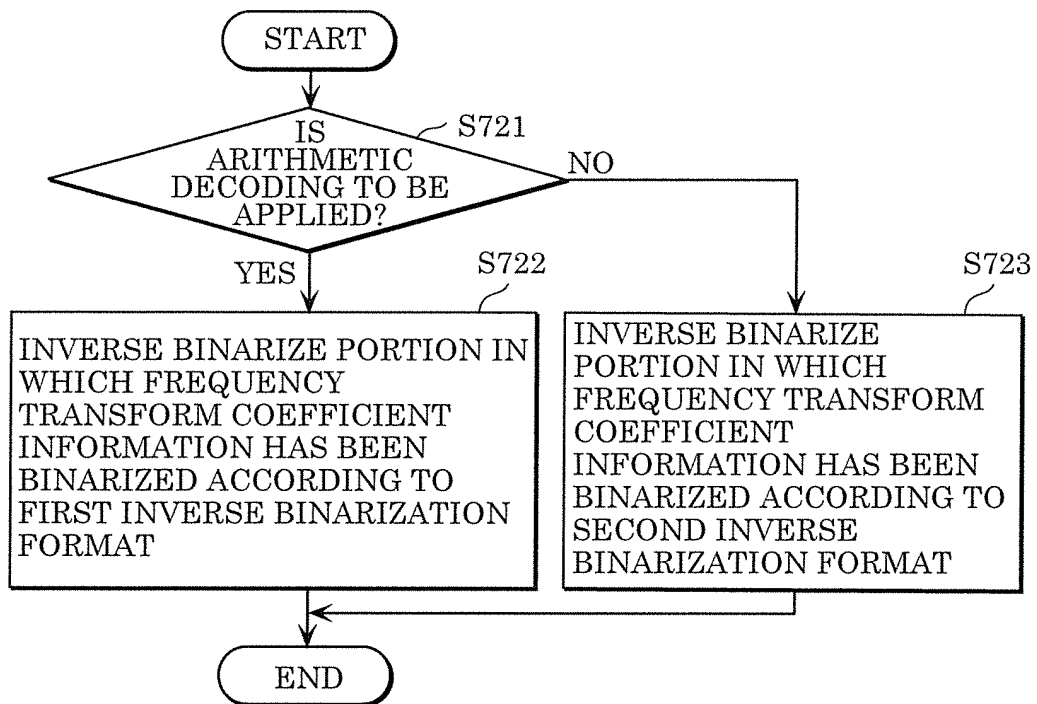 START
IS
ARITHMETIC
DECODING TO BE
APPLIED?
S721
NO
YES
S722
INVERSE BINARIZE PORTION IN
WHICH FREQUENCY
TRANSFORM COEFFICIENT
INFORMATION HAS BEEN
BINARIZED ACCORDING TO
FIRST INVERSE BINARIZATION
FORMAT
S723
INVERSE BINARIZE
PORTION IN WHICH
FREQUENCY TRANSFORM
COEFFICIENT
INFORMATION HAS BEEN
BINARIZED ACCORDING TO
SECOND INVERSE
BINARIZATION FORMAT
END